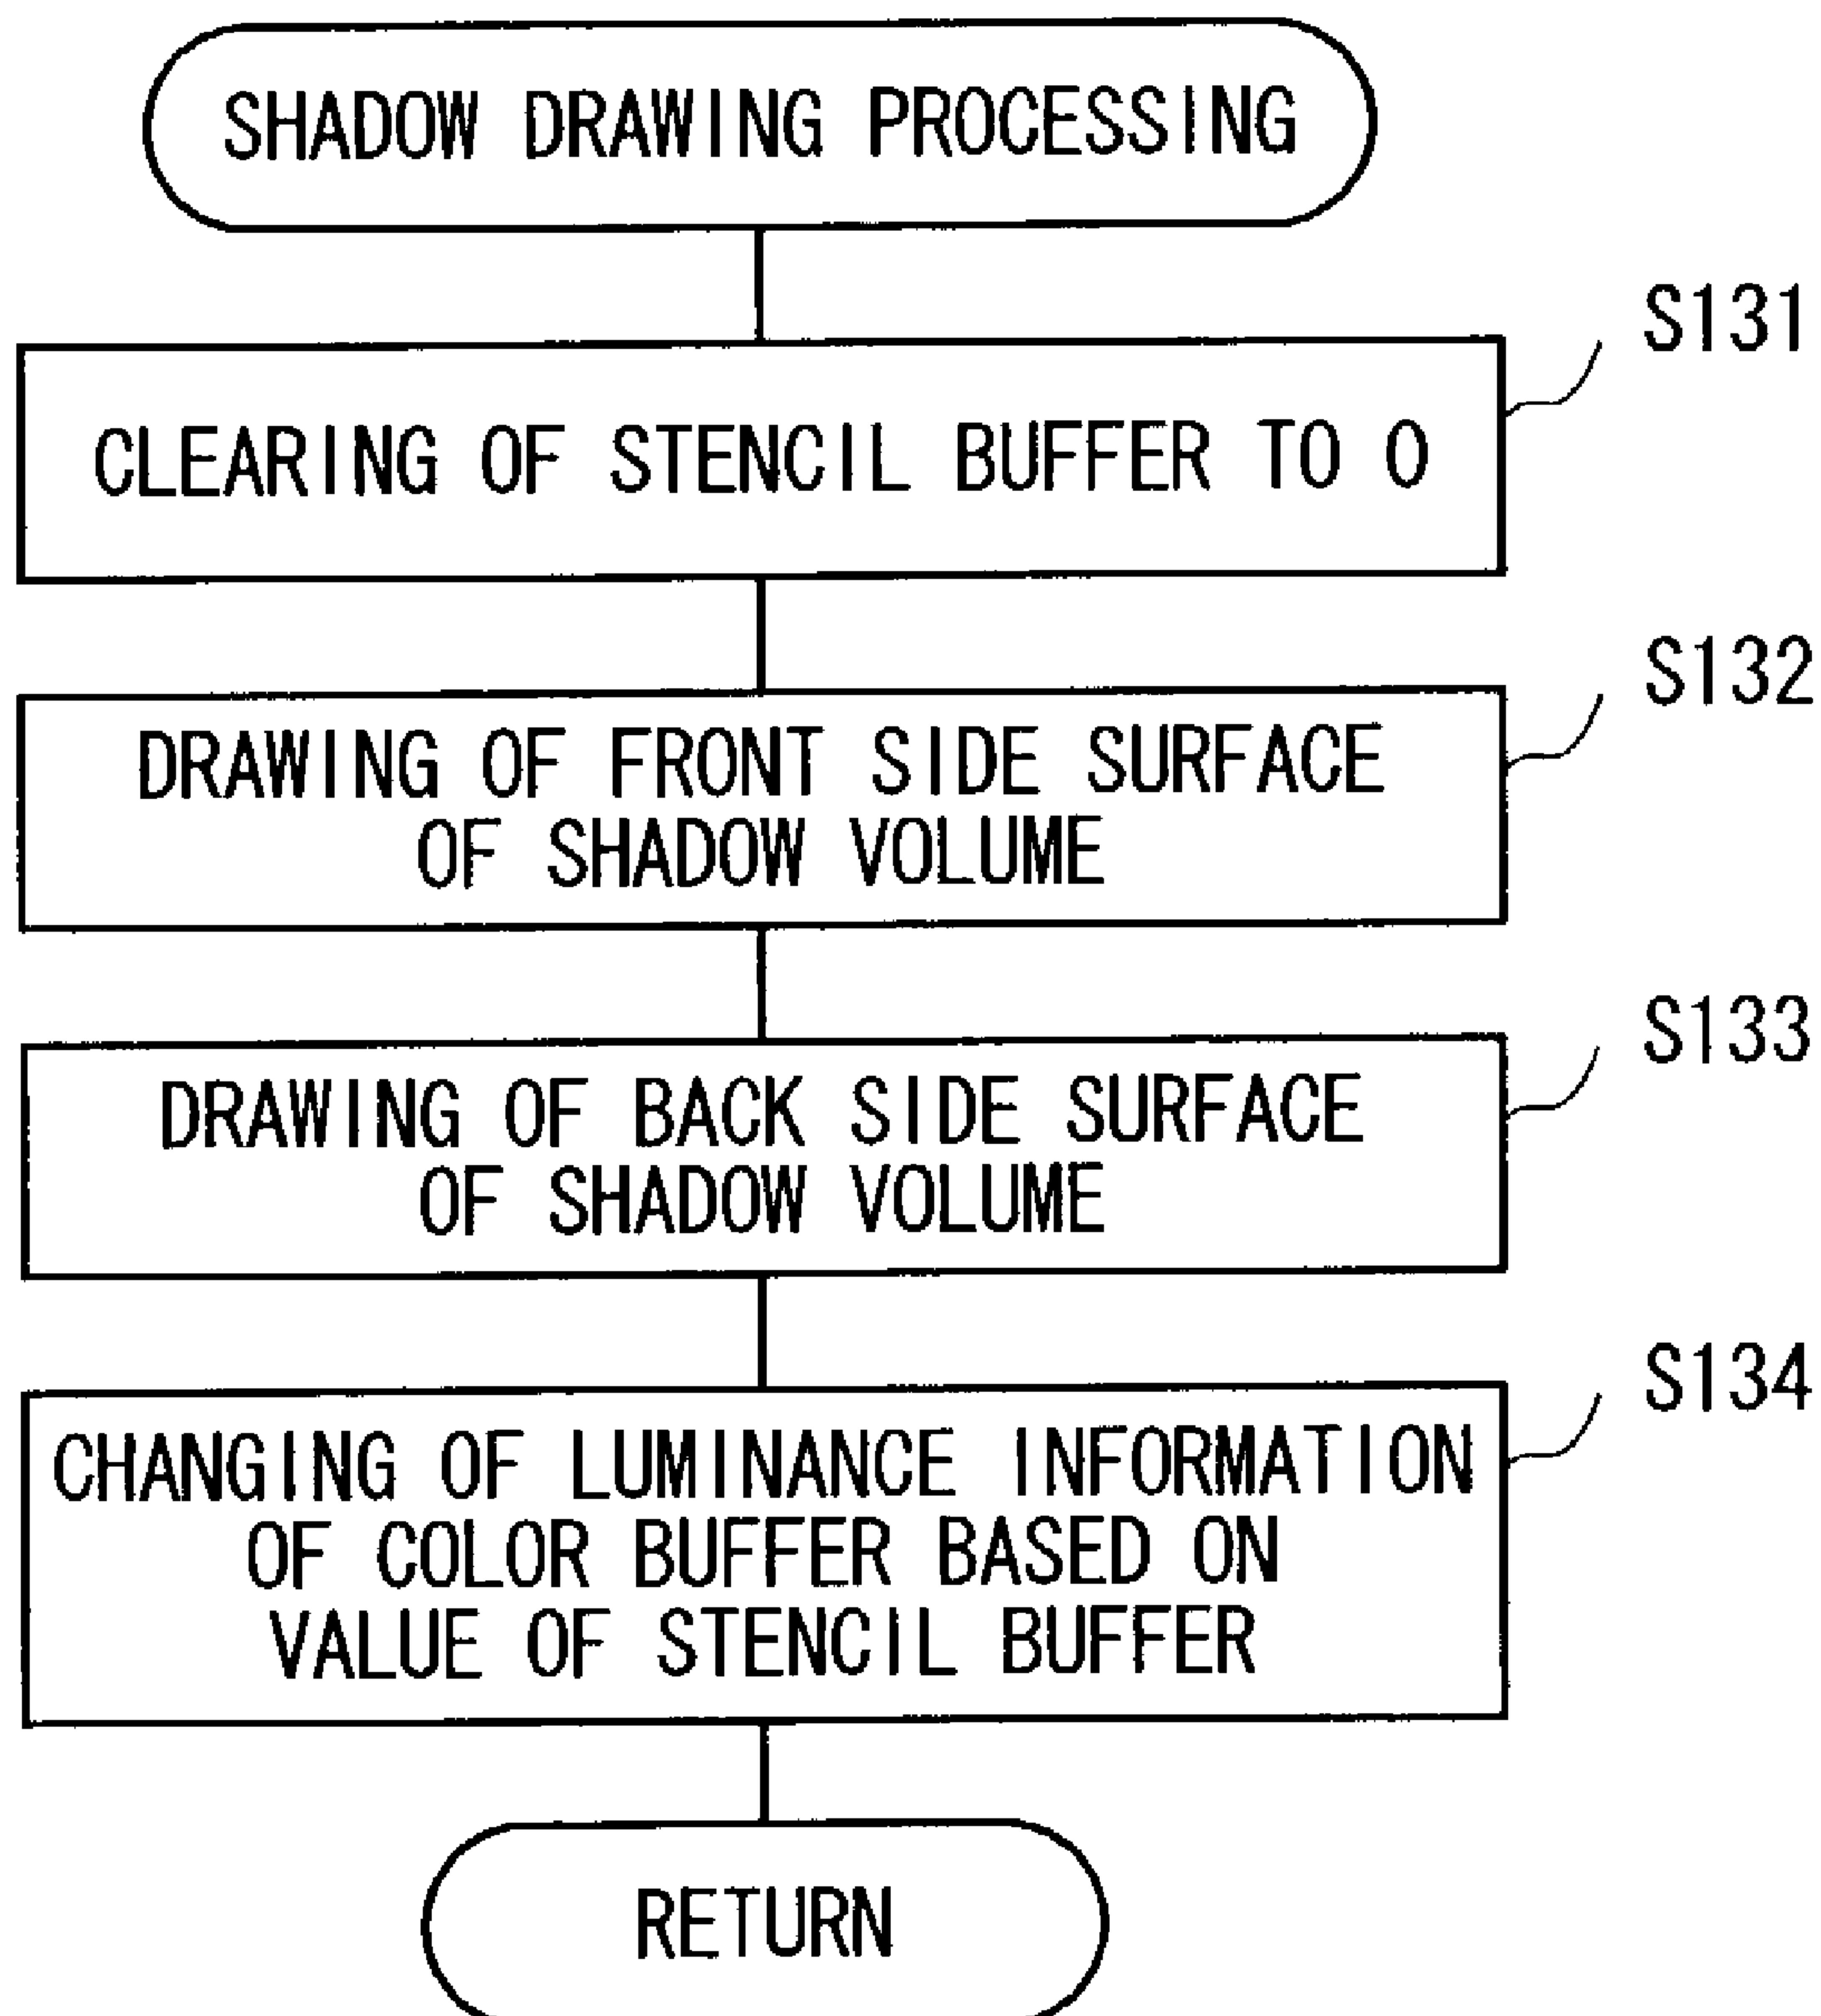 SHADOW DRAWING PROCESSING
S131
CLEARING OF STENCIL BUFFER TO 0
S132
DRAWING OF FRONT SIDE SURFACE
OF SHADOW VOLUME
S133
DRAWING OF BACK SIDE SURFACE
OF SHADOW VOLUME
S134
CHANGING OF LUMINANCE INFORMATION
OF COLOR BUFFER BASED ON
VALUE OF STENCIL BUFFER
RETURN